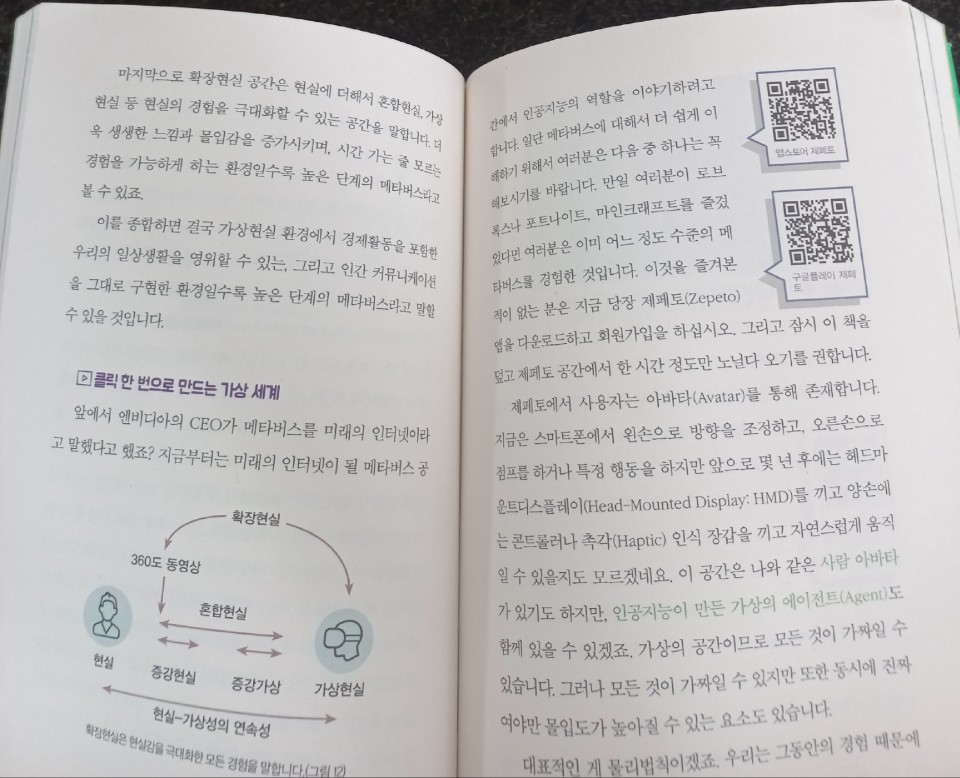 마지막으로 확장현실 공간은 현실에 더해서 혼합현실, 가상
현실 등 현실의 경험을 극대화할 수 있는 공간을 말합니다. 더
욱 생생한 느낌과 몰입감을 증가시키며, 시간 가는 줄 모르는
경험을 가능하게 하는 환경일수록 높은 단계의 메타버스라고
볼 수 있죠.
이를 종합하면 결국 가상현실 환경에서 경제활동을 포함한
우리의 일상생활을 영위할 수 있는, 그리고 인간 커뮤니케이션
을 그대로 구현한 환경일수록 높은 단계의 메타버스라고 말할
수 있을 것입니다.
클릭 한 번으로 만드는 가상 세계
앞에서 엔비디아의 CEO가 메타버스를 미래의 인터넷이라
고 말했다고 했죠? 지금부터는 미래의 인터넷이 될 메타버스 공
확장현실
360도 동영상
혼합현실
현실
증강현실
증강가상
가상현실
현실-가상성의 연속성
확장현실은 현실감을 극대화한 모든 경험을 말합니다.(그림 12)
간에서 인공지능의 역할을 이야기하려고
합니다. 일단 메타버스에 대해서 더 쉽게 이
해하기 위해서 여러분은 다음 중 하나는 꼭
해보시기를 바랍니다. 만일 여러분이 로브
록스나 포트나이트, 마인크래프트를 즐겼
있다면 여러분은 이미 어느 정도 수준의 메
타버스를 경험한 것입니다. 이것을 즐겨본
적이 없는 분은 지금 당장 제페토(Zepeto)
앱을 다운로드하고 회원가입을 하십시오. 그리고 잠시 이 책을
덮고 제페토 공간에서 한 시간 정도만 노닐다 오기를 권합니다.
앱스토어 제페토
구글플레이 제페
토
제페토에서 사용자는 아바타(Avatar)를 통해 존재합니다.
지금은 스마트폰에서 왼손으로 방향을 조정하고, 오른손으로
점프를 하거나 특정 행동을 하지만 앞으로 몇 년 후에는 헤드마
운트디스플레이(Head-Mounted Display: HMD)를 끼고 양손에
는 콘트롤러나 촉각(Haptic) 인식 장갑을 끼고 자연스럽게 움직
일 수 있을지도 모르겠네요. 이 공간은 나와 같은 사람 아바타
가 있기도 하지만, 인공지능이 만든 가상의 에이전트(Agent)도
함께 있을 수 있겠죠. 가상의 공간이므로 모든 것이 가짜일 수
있습니다. 그러나 모든 것이 가짜일 수 있지만 또한 동시에 진짜
여야만 몰입도가 높아질 수 있는 요소도 있습니다.
대표적인 게 물리법칙이겠죠. 우리는 그동안의 경험 때문에